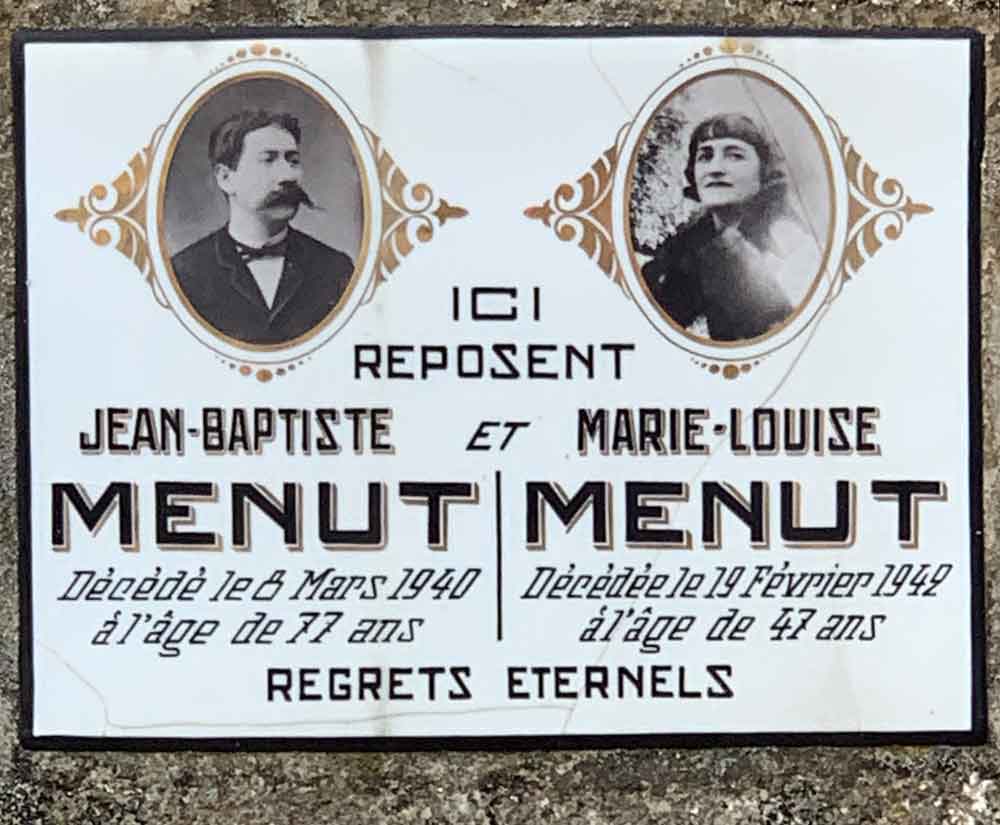 ICI
REPOSENT
JEAN-BAPTISTE ET MARIE-LOUISE
MENUT MENUT
Décédé le 8 Mars 1940 Décédée le 19 Février 1942
à l'âge de 77 ans à l'âge de 47 ans
REGRETS ETERNELS